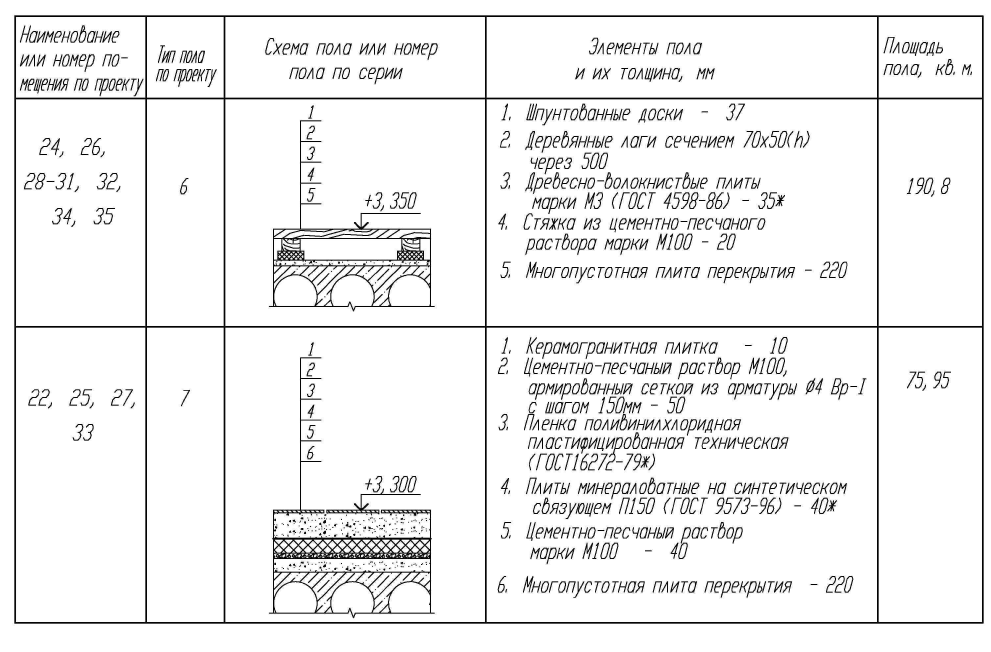 Наименование
или номер по-
мещения по проекту
Тип пола
по проекту
Схема пола или номер
пола по серии
Элементы пола
и их толщина, мм
Площадь
пола, кв. м.
24, 26,
28-31, 32,
34, 35
6
1
2
3
4
5
+3,350
1. Шпунтованные доски - 37
2. Деревянные лаги сечением 70х50(h)
через 500
3. Древесно-волокниствые плиты
марки М3 (ГОСТ 4598-86) - 35*
4. Стяжка из цементно-песчаного
раствора марки М100 - 20
5. Многопустотная плита перекрытия - 220
190,8
22, 25, 27,
33
7
1
2
3
4
5
6
+3,300
1. Керамогранитная плитка - 10
2. Цементно-песчаный раствор М100,
армированный сеткой из арматуры Ø4 Вр-I
с шагом 150мм - 50
3. Пленка поливинилхлоридная
пластифицированная техническая
(ГОСТ16272-79*)
4. Плиты минераловатные на синтетическом
связующем П150 (ГОСТ 9573-96) - 40*
5. Цементно-песчаный раствор
марки М100 - 40
6. Многопустотная плита перекрытия - 220
75,95